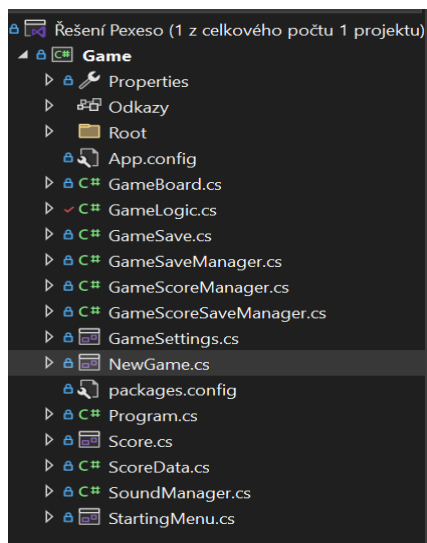 Řešení Pexeso (1 z celkového počtu 1 projektu)
C# Game
Properties
Odkazy
Root
App.config
C# GameBoard.cs
C# GameLogic.cs
C# GameSave.cs
C# GameSaveManager.cs
C# GameScoreManager.cs
C# GameScoreSaveManager.cs
GameSettings.cs
NewGame.cs
packages.config
C# Program.cs
Score.cs
C# ScoreData.cs
C# SoundManager.cs
StartingMenu.cs